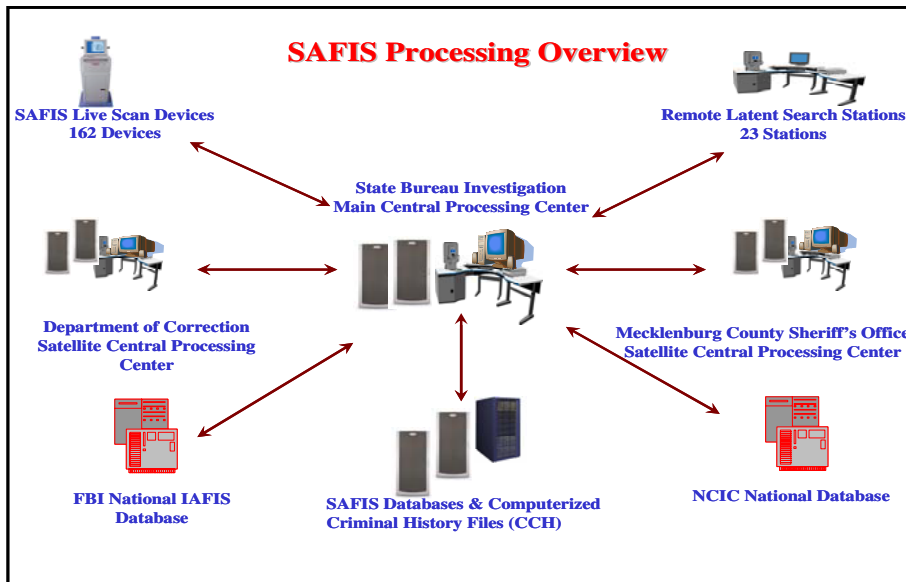 SAFIS Processing Overview
SAFIS Live Scan Devices
162 Devices
Remote Latent Search Stations
23 Stations
State Bureau Investigation
Main Central Processing Center
Department of Correction
Satellite Central Processing
Center
Mecklenburg County Sheriff's Office
Satellite Central Processing Center
FBI National IAFIS
Database
SAFIS Databases & Computerized
Criminal History Files (CCH)
NCIC National Database